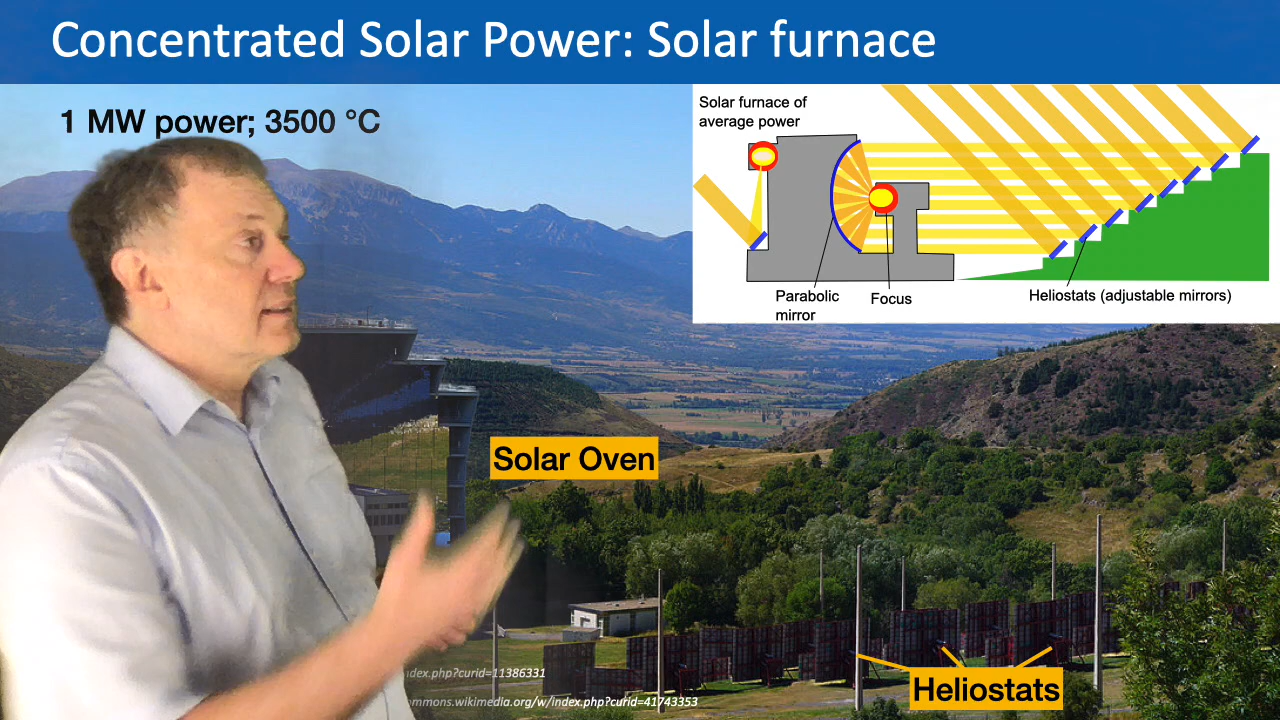 Concentrated Solar Power: Solar furnace
1 MW power; 3500 °C
Solar furnace of
average power
Parabolic
mirror
Focus
Heliostats (adjustable mirrors)
Solar Oven
Heliostats
index.php?curid=11386331
ommons.wikimedia.org/w/index.php?curid=41743353